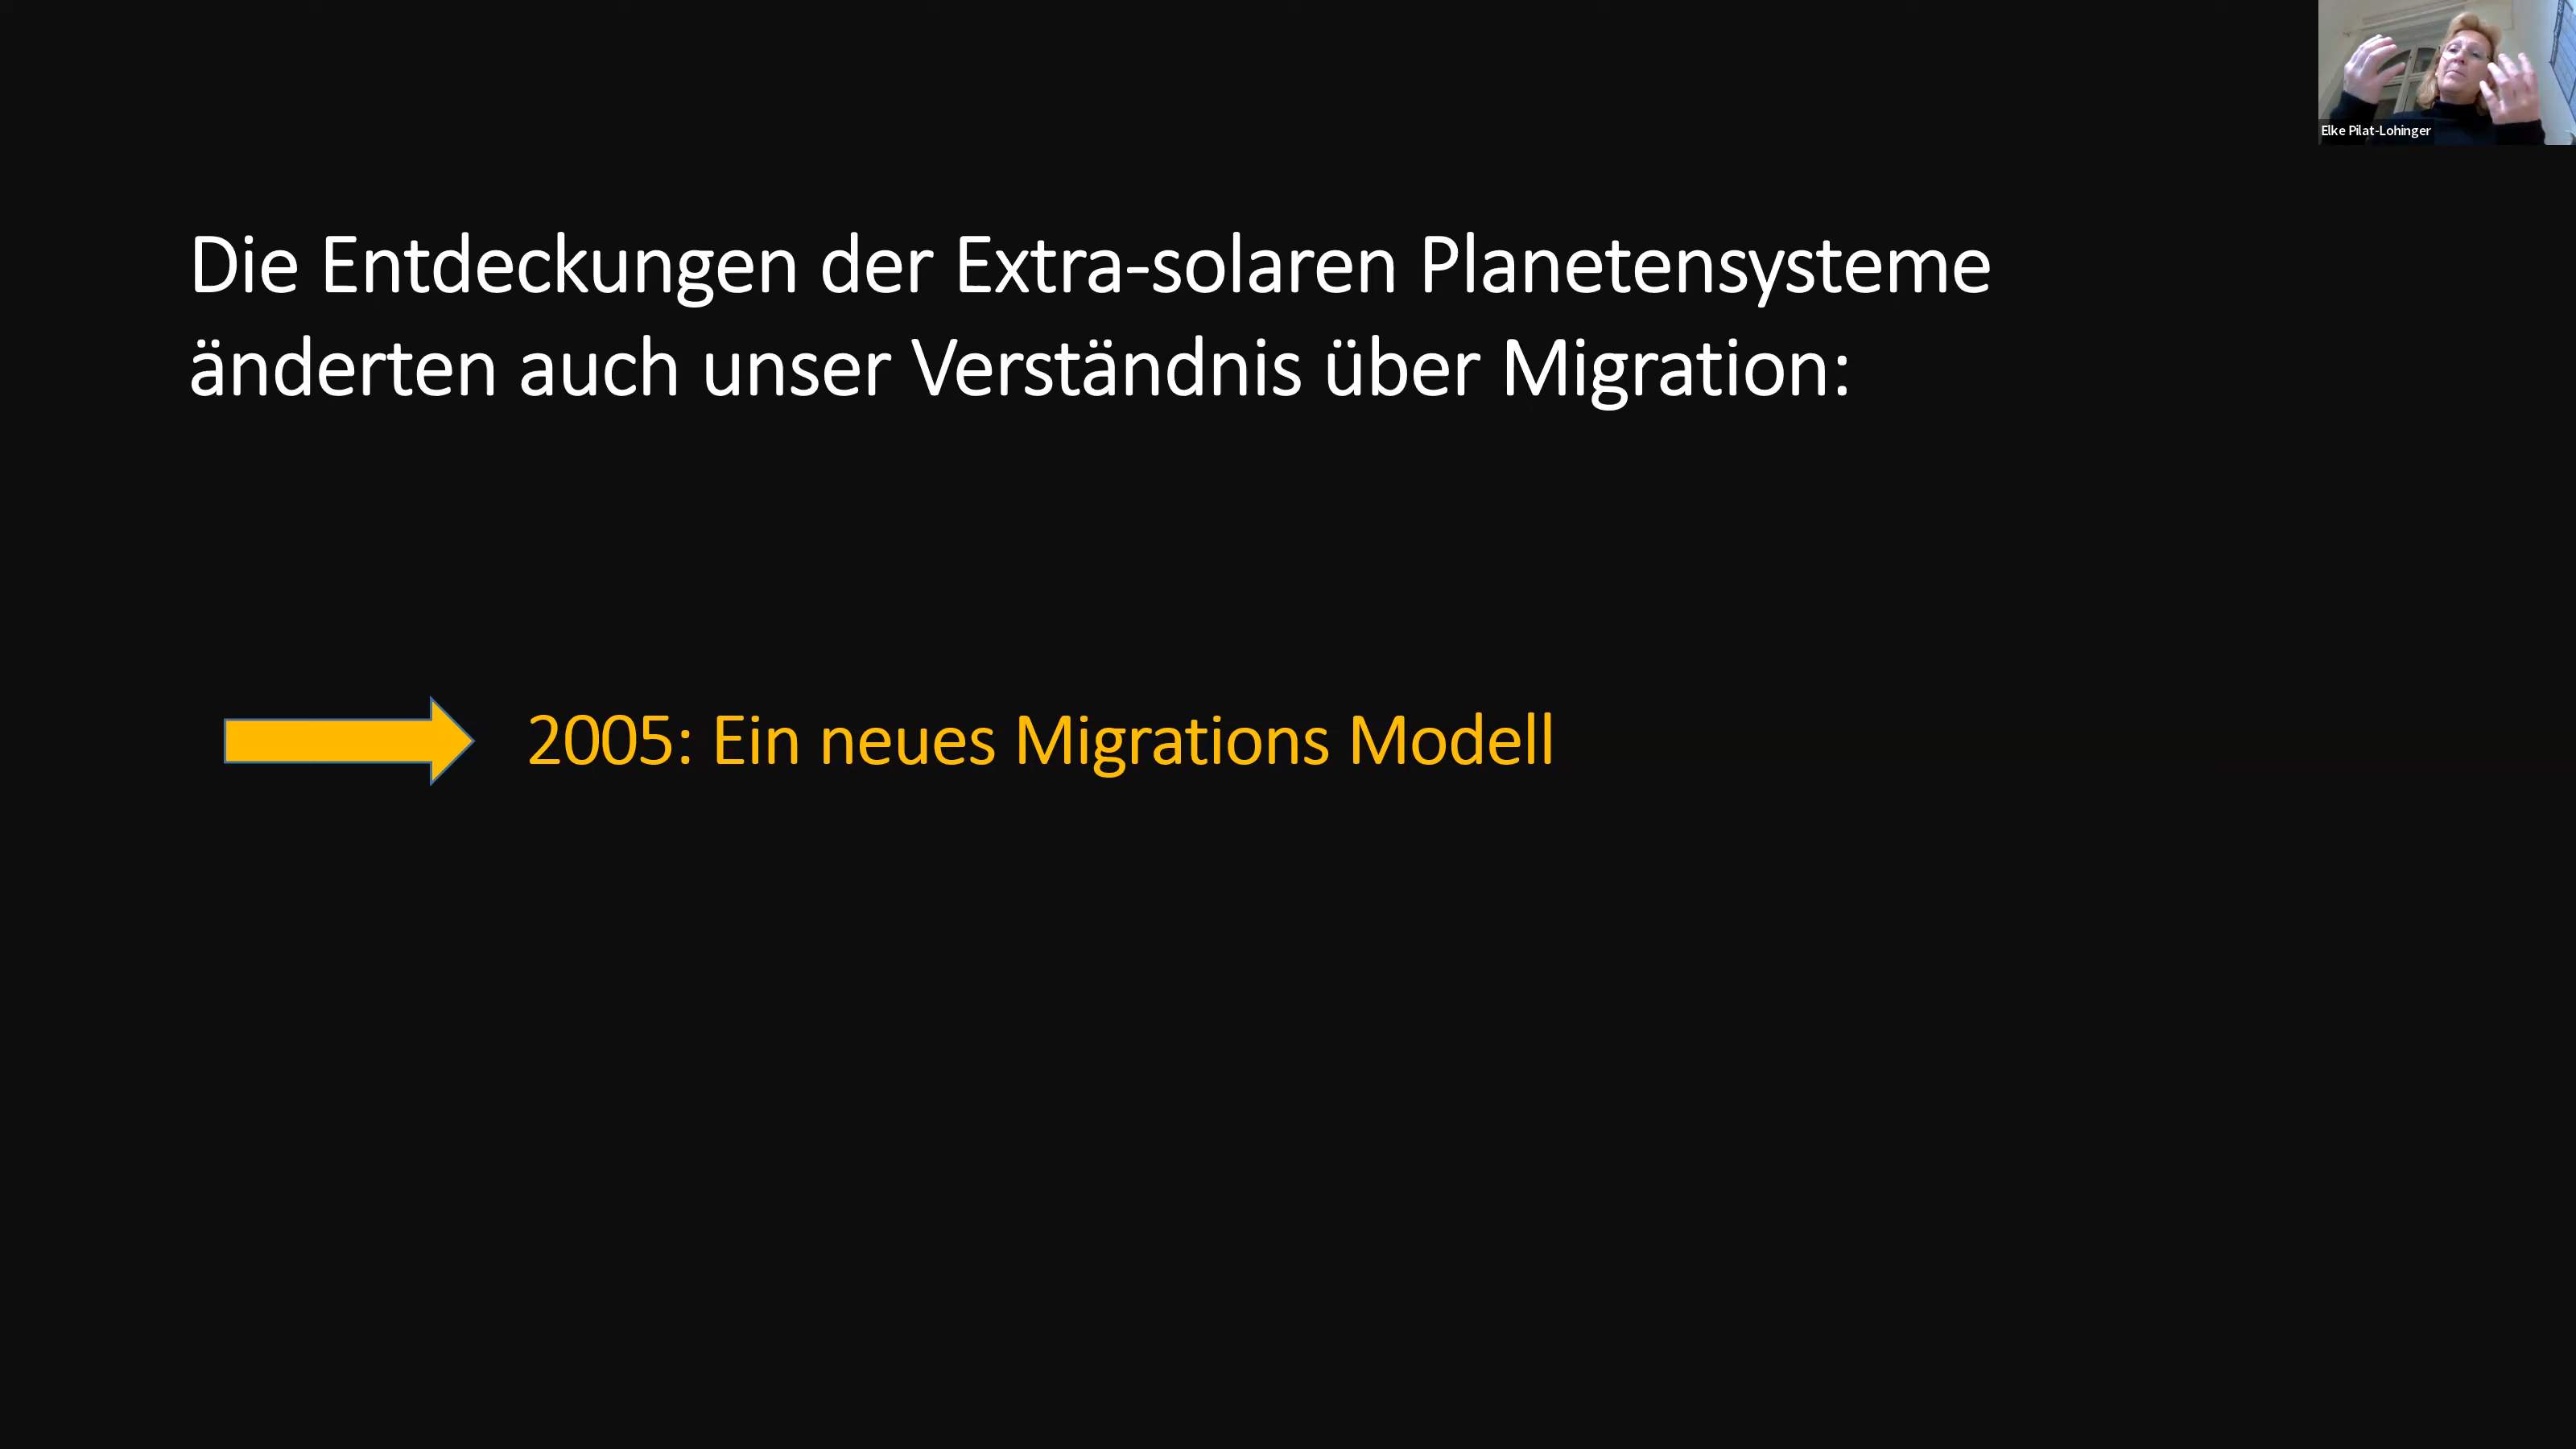 Elke Pilat-Lohinger
Die Entdeckungen der Extra-solaren Planetensysteme
änderten auch unser Verständnis über Migration:
2005: Ein neues Migrations Modell